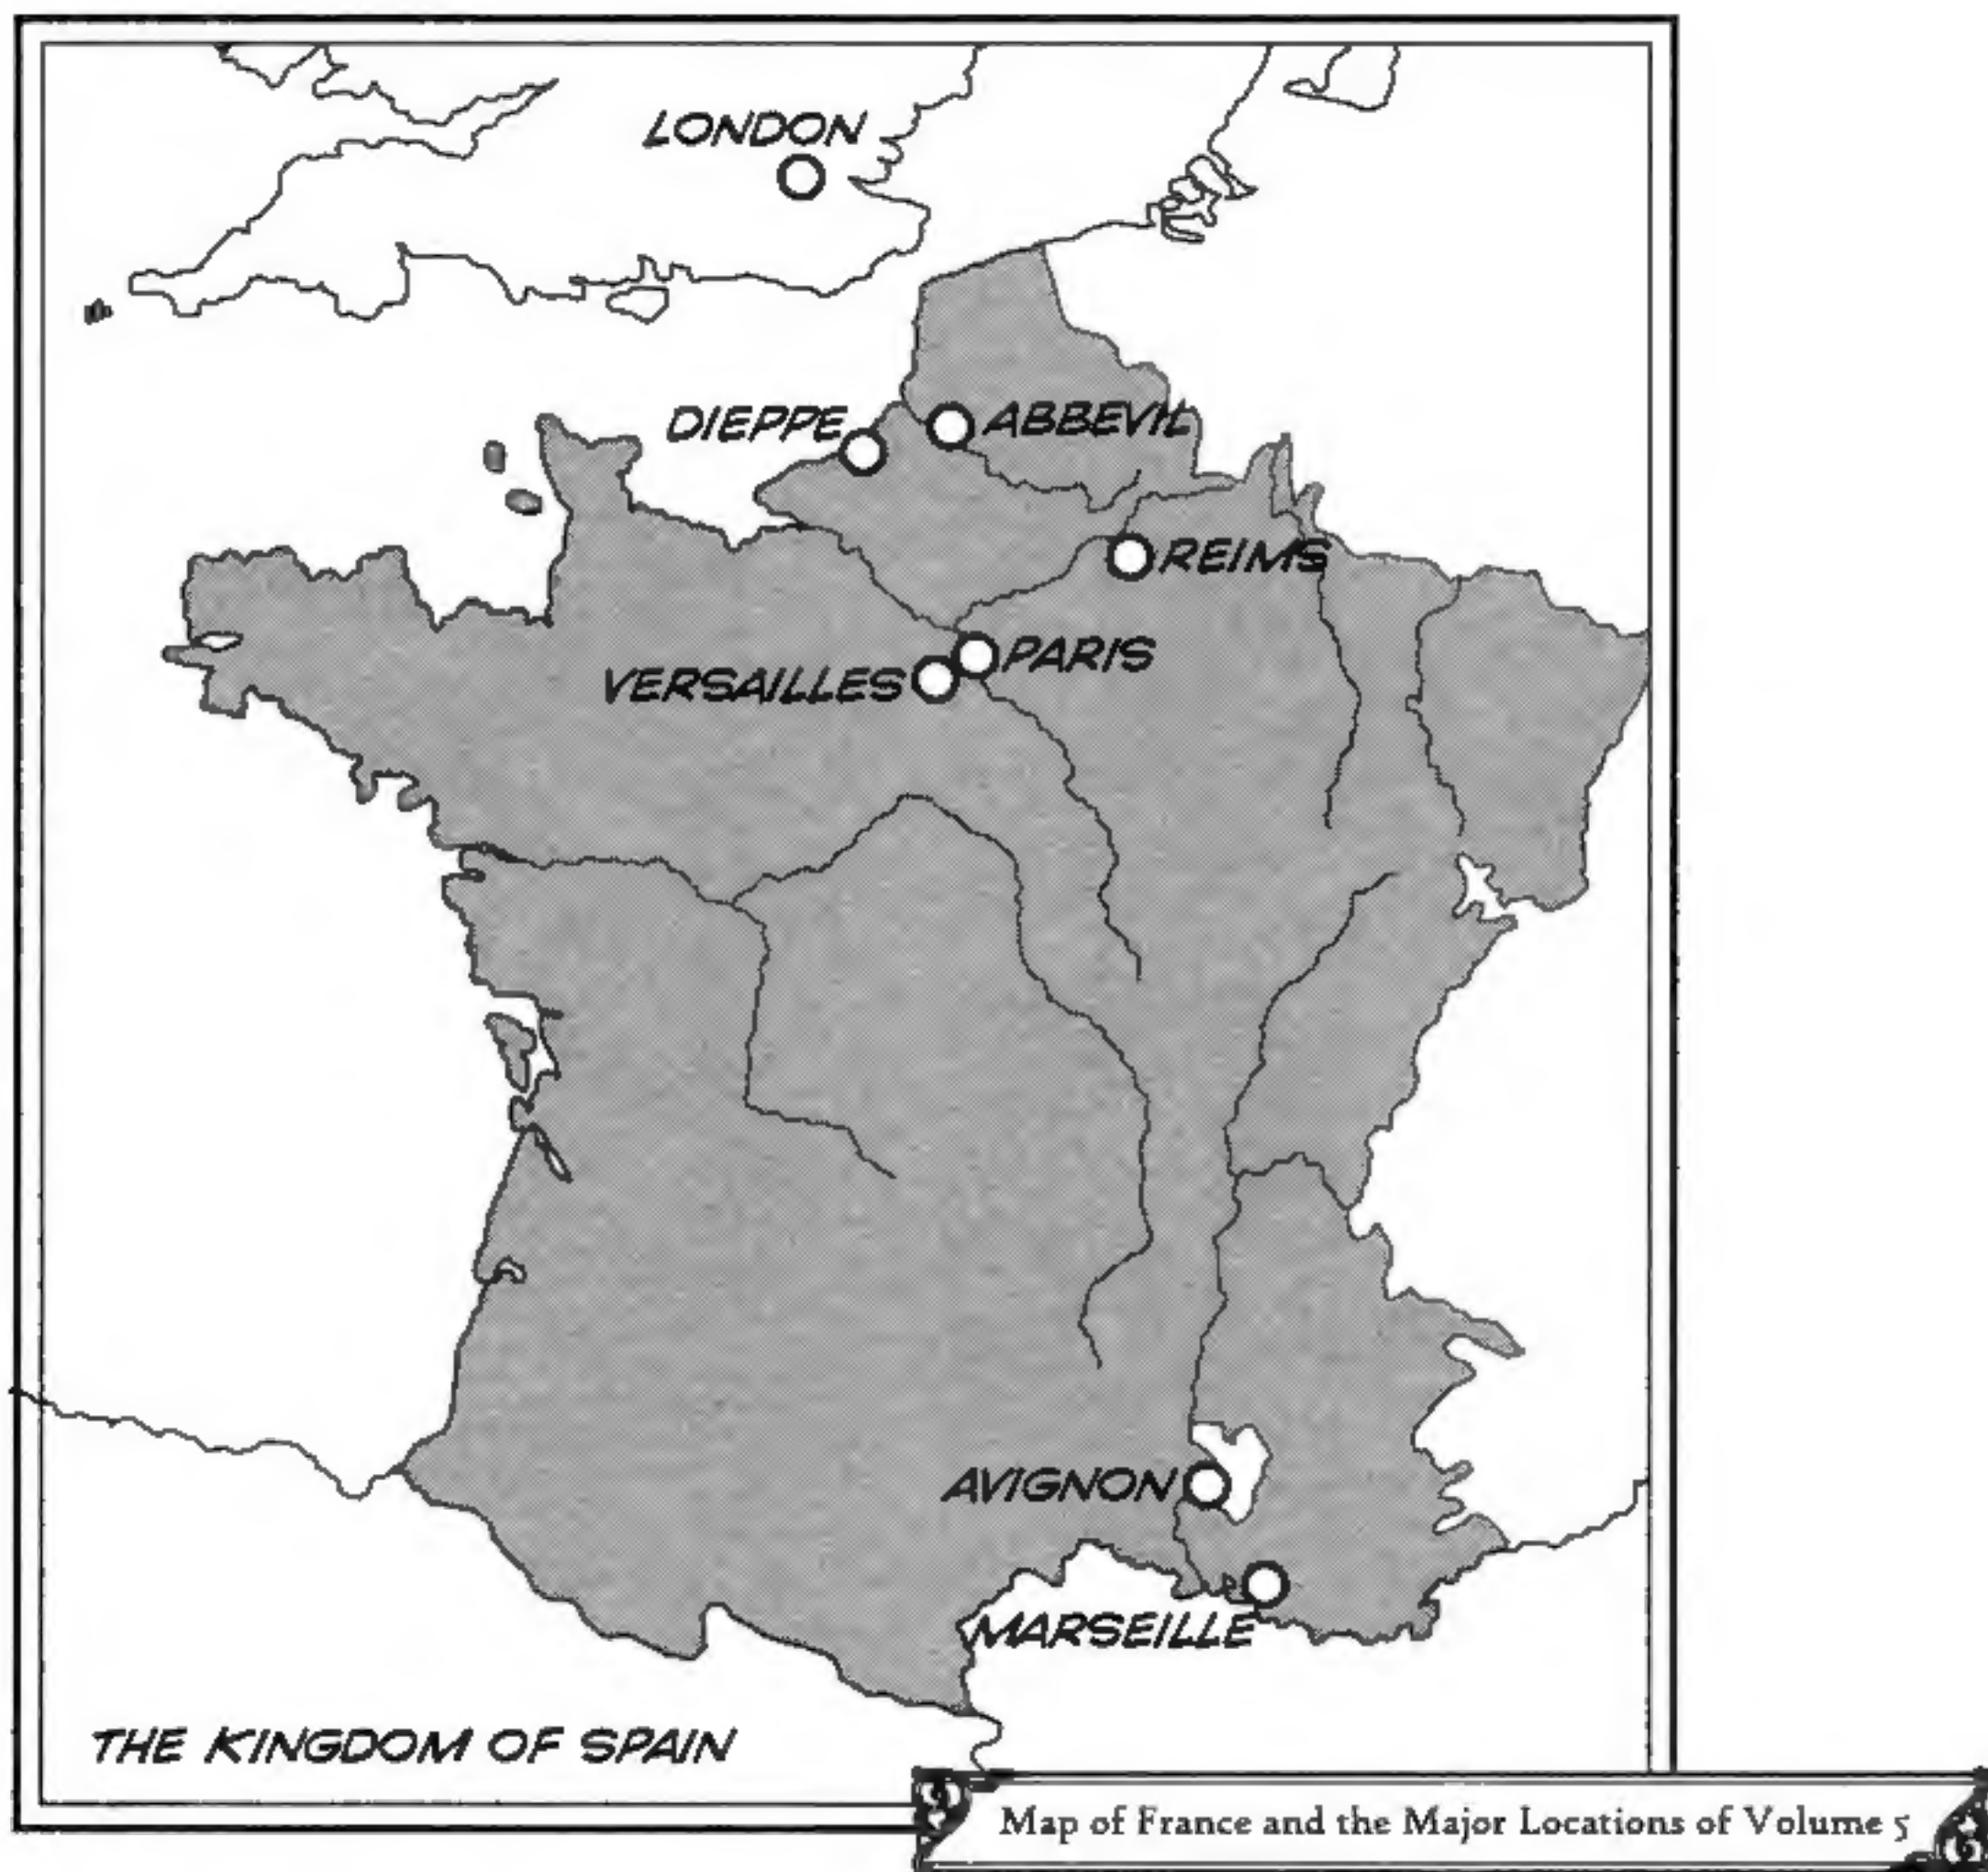 LONDON
DIEPPE
ABBEVIL
REIMS
PARIS
VERSAILLES
AVIGNON
MARSEILLE
THE KINGDOM OF SPAIN
Map of France and the Major Locations of Volume 5